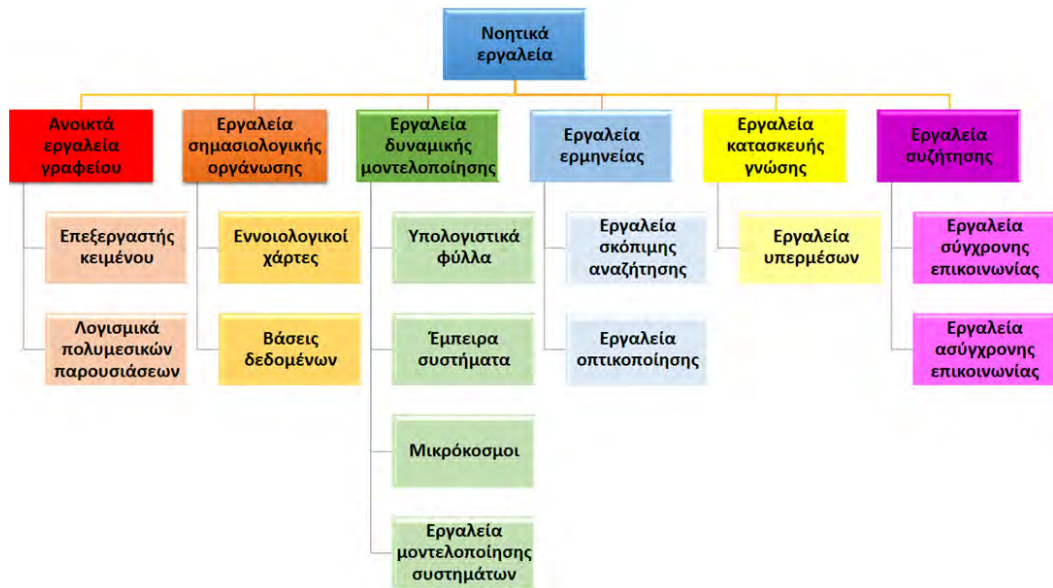 Νοητικά
εργαλεία
Ανοικτά
εργαλεία
γραφείου
Επεξεργαστής
κειμένου
Λογισμικά
πολυμεσικών
παρουσιάσεων
Εργαλεία
σημασιολογικής
οργάνωσης
Εννοιολογικοί
χάρτες
Βάσεις
δεδομένων
Εργαλεία
δυναμικής
μοντελοποίησης
Υπολογιστικά
φύλλα
Έμπειρα
συστήματα
Μικρόκοσμοι
Εργαλεία
μοντελοποίησης
συστημάτων
Εργαλεία
ερμηνείας
Εργαλεία
σκόπιμης
αναζήτησης
Εργαλεία
οπτικοποίησης
Εργαλεία
κατασκευής
γνώσης
Εργαλεία
υπερμέσων
Εργαλεία
συζήτησης
Εργαλεία
σύγχρονης
επικοινωνίας
Εργαλεία
ασύγχρονης
επικοινωνίας